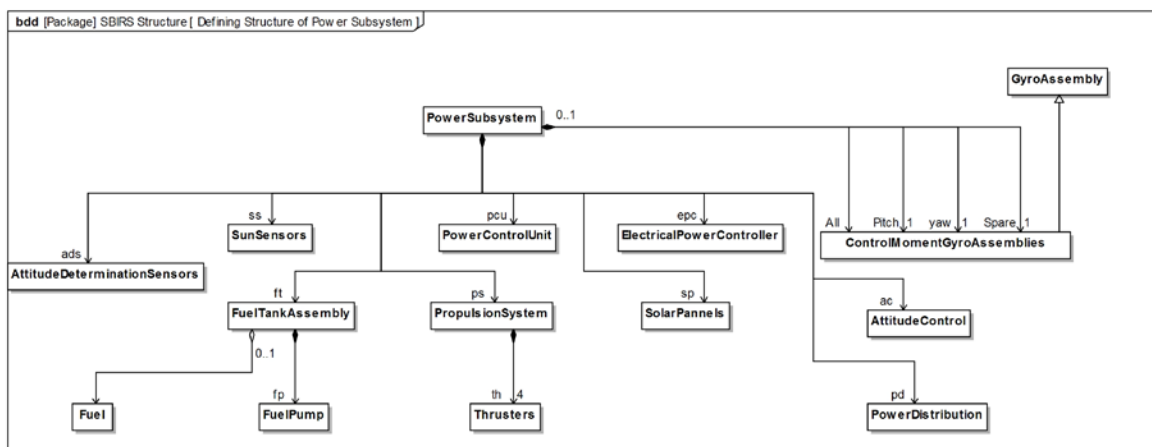 bdd [Package] SBIRS Structure [ Defining Structure of Power Subsystem ]
GyroAssembly
PowerSubsystem
0..1
ss
pcu
epc
All
Pitch 1
yaw 1
Spare 1
SunSensors
PowerControlUnit
ElectricalPowerController
ControlMomentGyroAssemblies
ads
AttitudeDeterminationSensors
ft
ps
sp
ac
FuelTankAssembly
PropulsionSystem
SolarPannels
AttitudeControl
0..1
fp
th 4
pd
Fuel
FuelPump
Thrusters
PowerDistribution